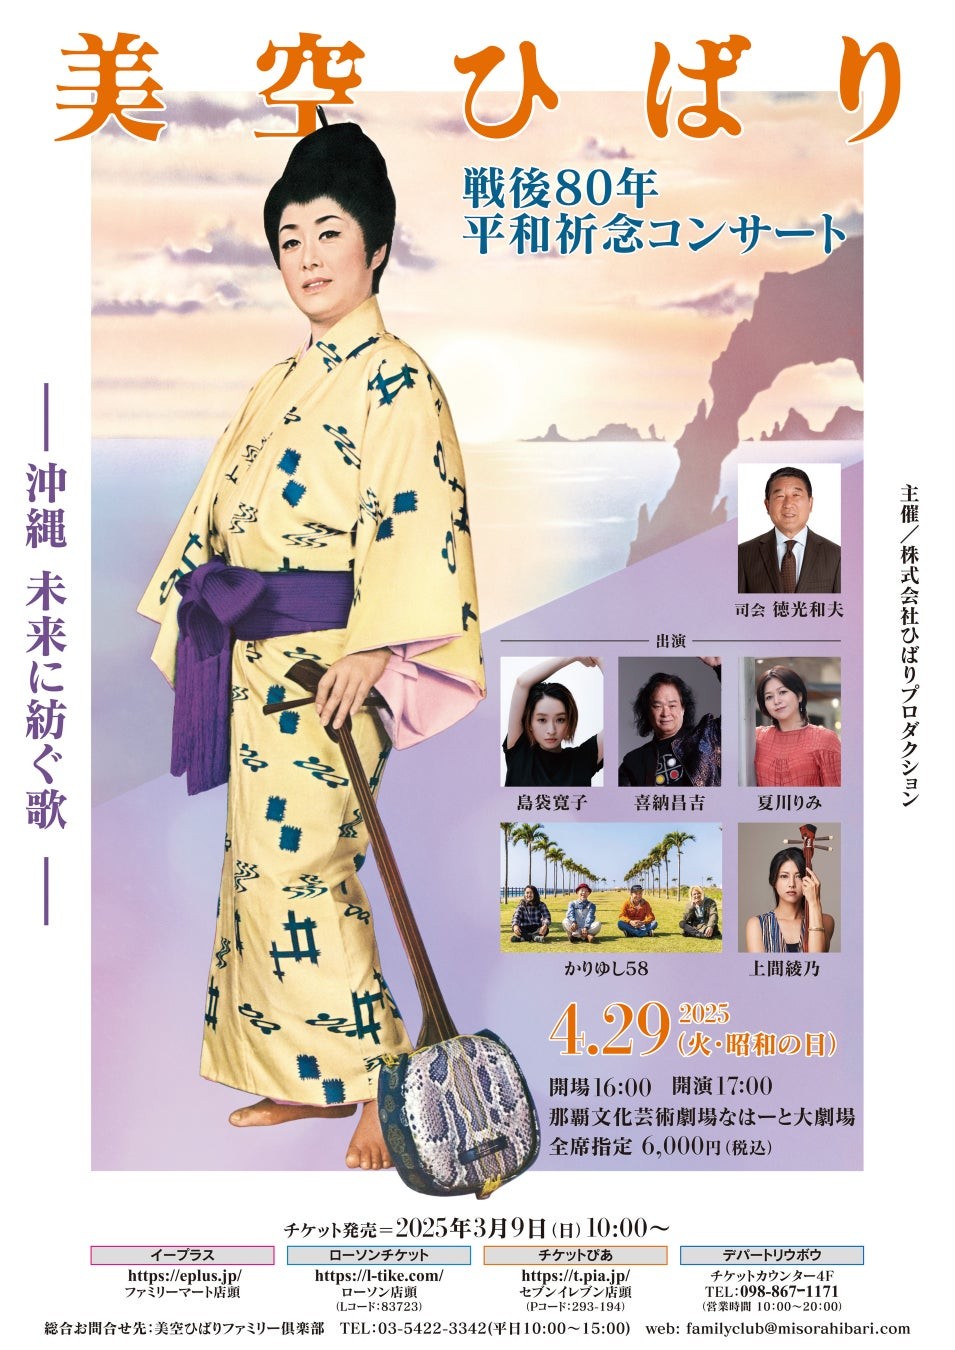 美空ひばり
戦後80年
平和祈念コンサート
── 沖縄 未来に紡ぐ歌 ──
主催／株式会社ひばりプロダクション
司会 徳光和夫
出演
島袋寛子
喜納昌吉
夏川りみ
かりゆし58
上間綾乃
4.29 2025 (火・昭和の日)
開場16:00 開演17:00
那覇文化芸術劇場なはーと大劇場
全席指定 6,000円(税込)
チケット発売=2025年3月9日(日)10:00～
イープラス
https://eplus.jp/
ファミリーマート店頭
ローソンチケット
https://l-tike.com/
ローソン店頭
(Lコード:83723)
チケットぴあ
https://t.pia.jp/
セブンイレブン店頭
(Pコード:293-194)
デパートリウボウ
チケットカウンター4F
TEL:098-867-1171
(営業時間 10:00〜20:00)
総合お問合せ先:美空ひばりファミリー倶楽部 TEL:03-5422-3342(平日10:00〜15:00) web: familyclub@misorahibari.com